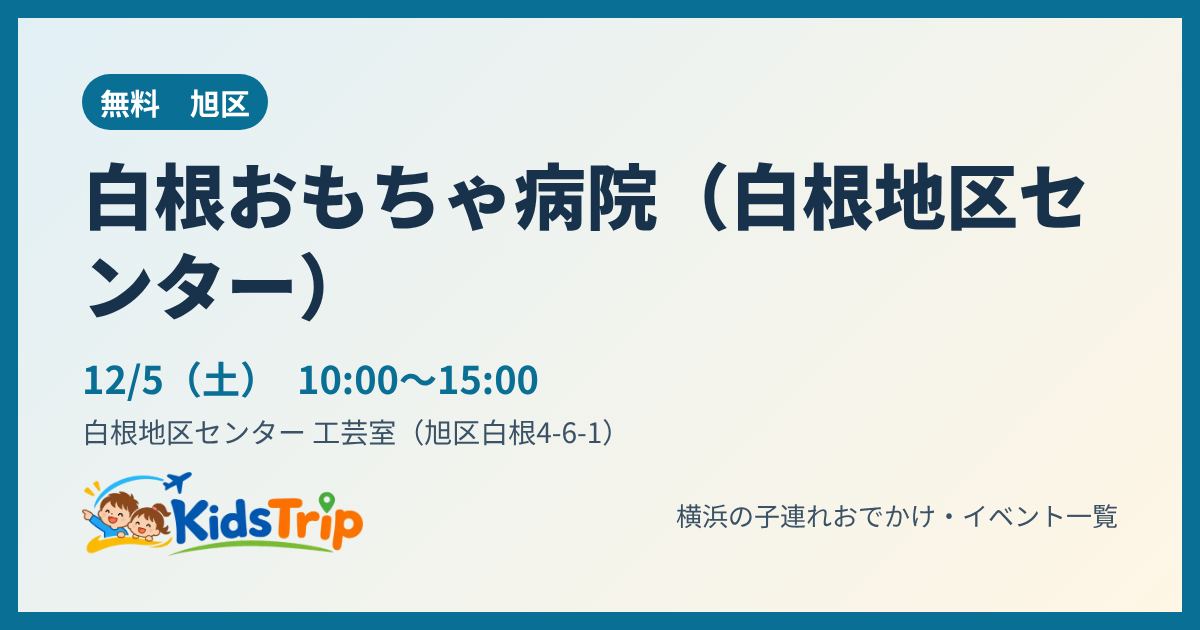 無料　旭区
白根おもちゃ病院（白根地区セ
ンター）
12/5（土）　10:00〜15:00
白根地区センター 工芸室（旭区白根4-6-1）
KidsTrip
横浜の子連れおでかけ・イベント一覧